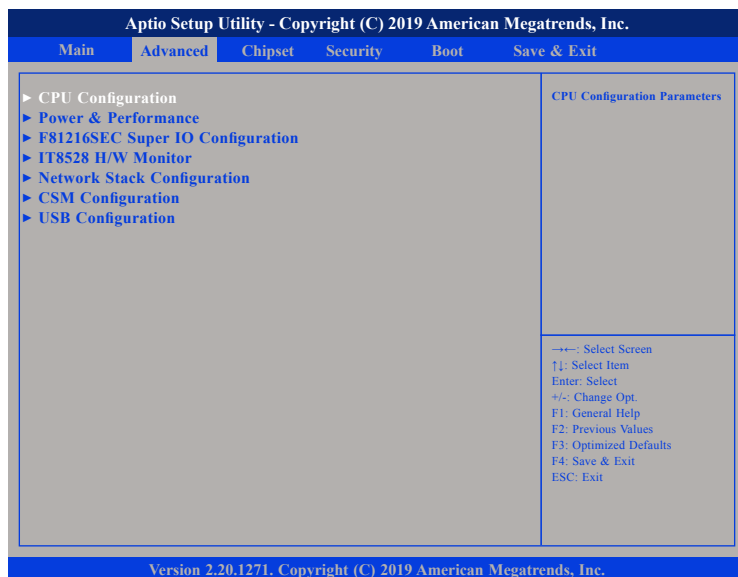 Aptio Setup Utility - Copyright (C) 2019 American Megatrends, Inc.
Main Advanced Chipset Security Boot Save & Exit
► CPU Configuration
► Power & Performance
► F81216SEC Super IO Configuration
► IT8528 H/W Monitor
► Network Stack Configuration
► CSM Configuration
► USB Configuration
CPU Configuration Parameters
→←: Select Screen
↑↓: Select Item
Enter: Select
+/-: Change Opt.
F1: General Help
F2: Previous Values
F3: Optimized Defaults
F4: Save & Exit
ESC: Exit
Version 2.20.1271. Copyright (C) 2019 American Megatrends, Inc.